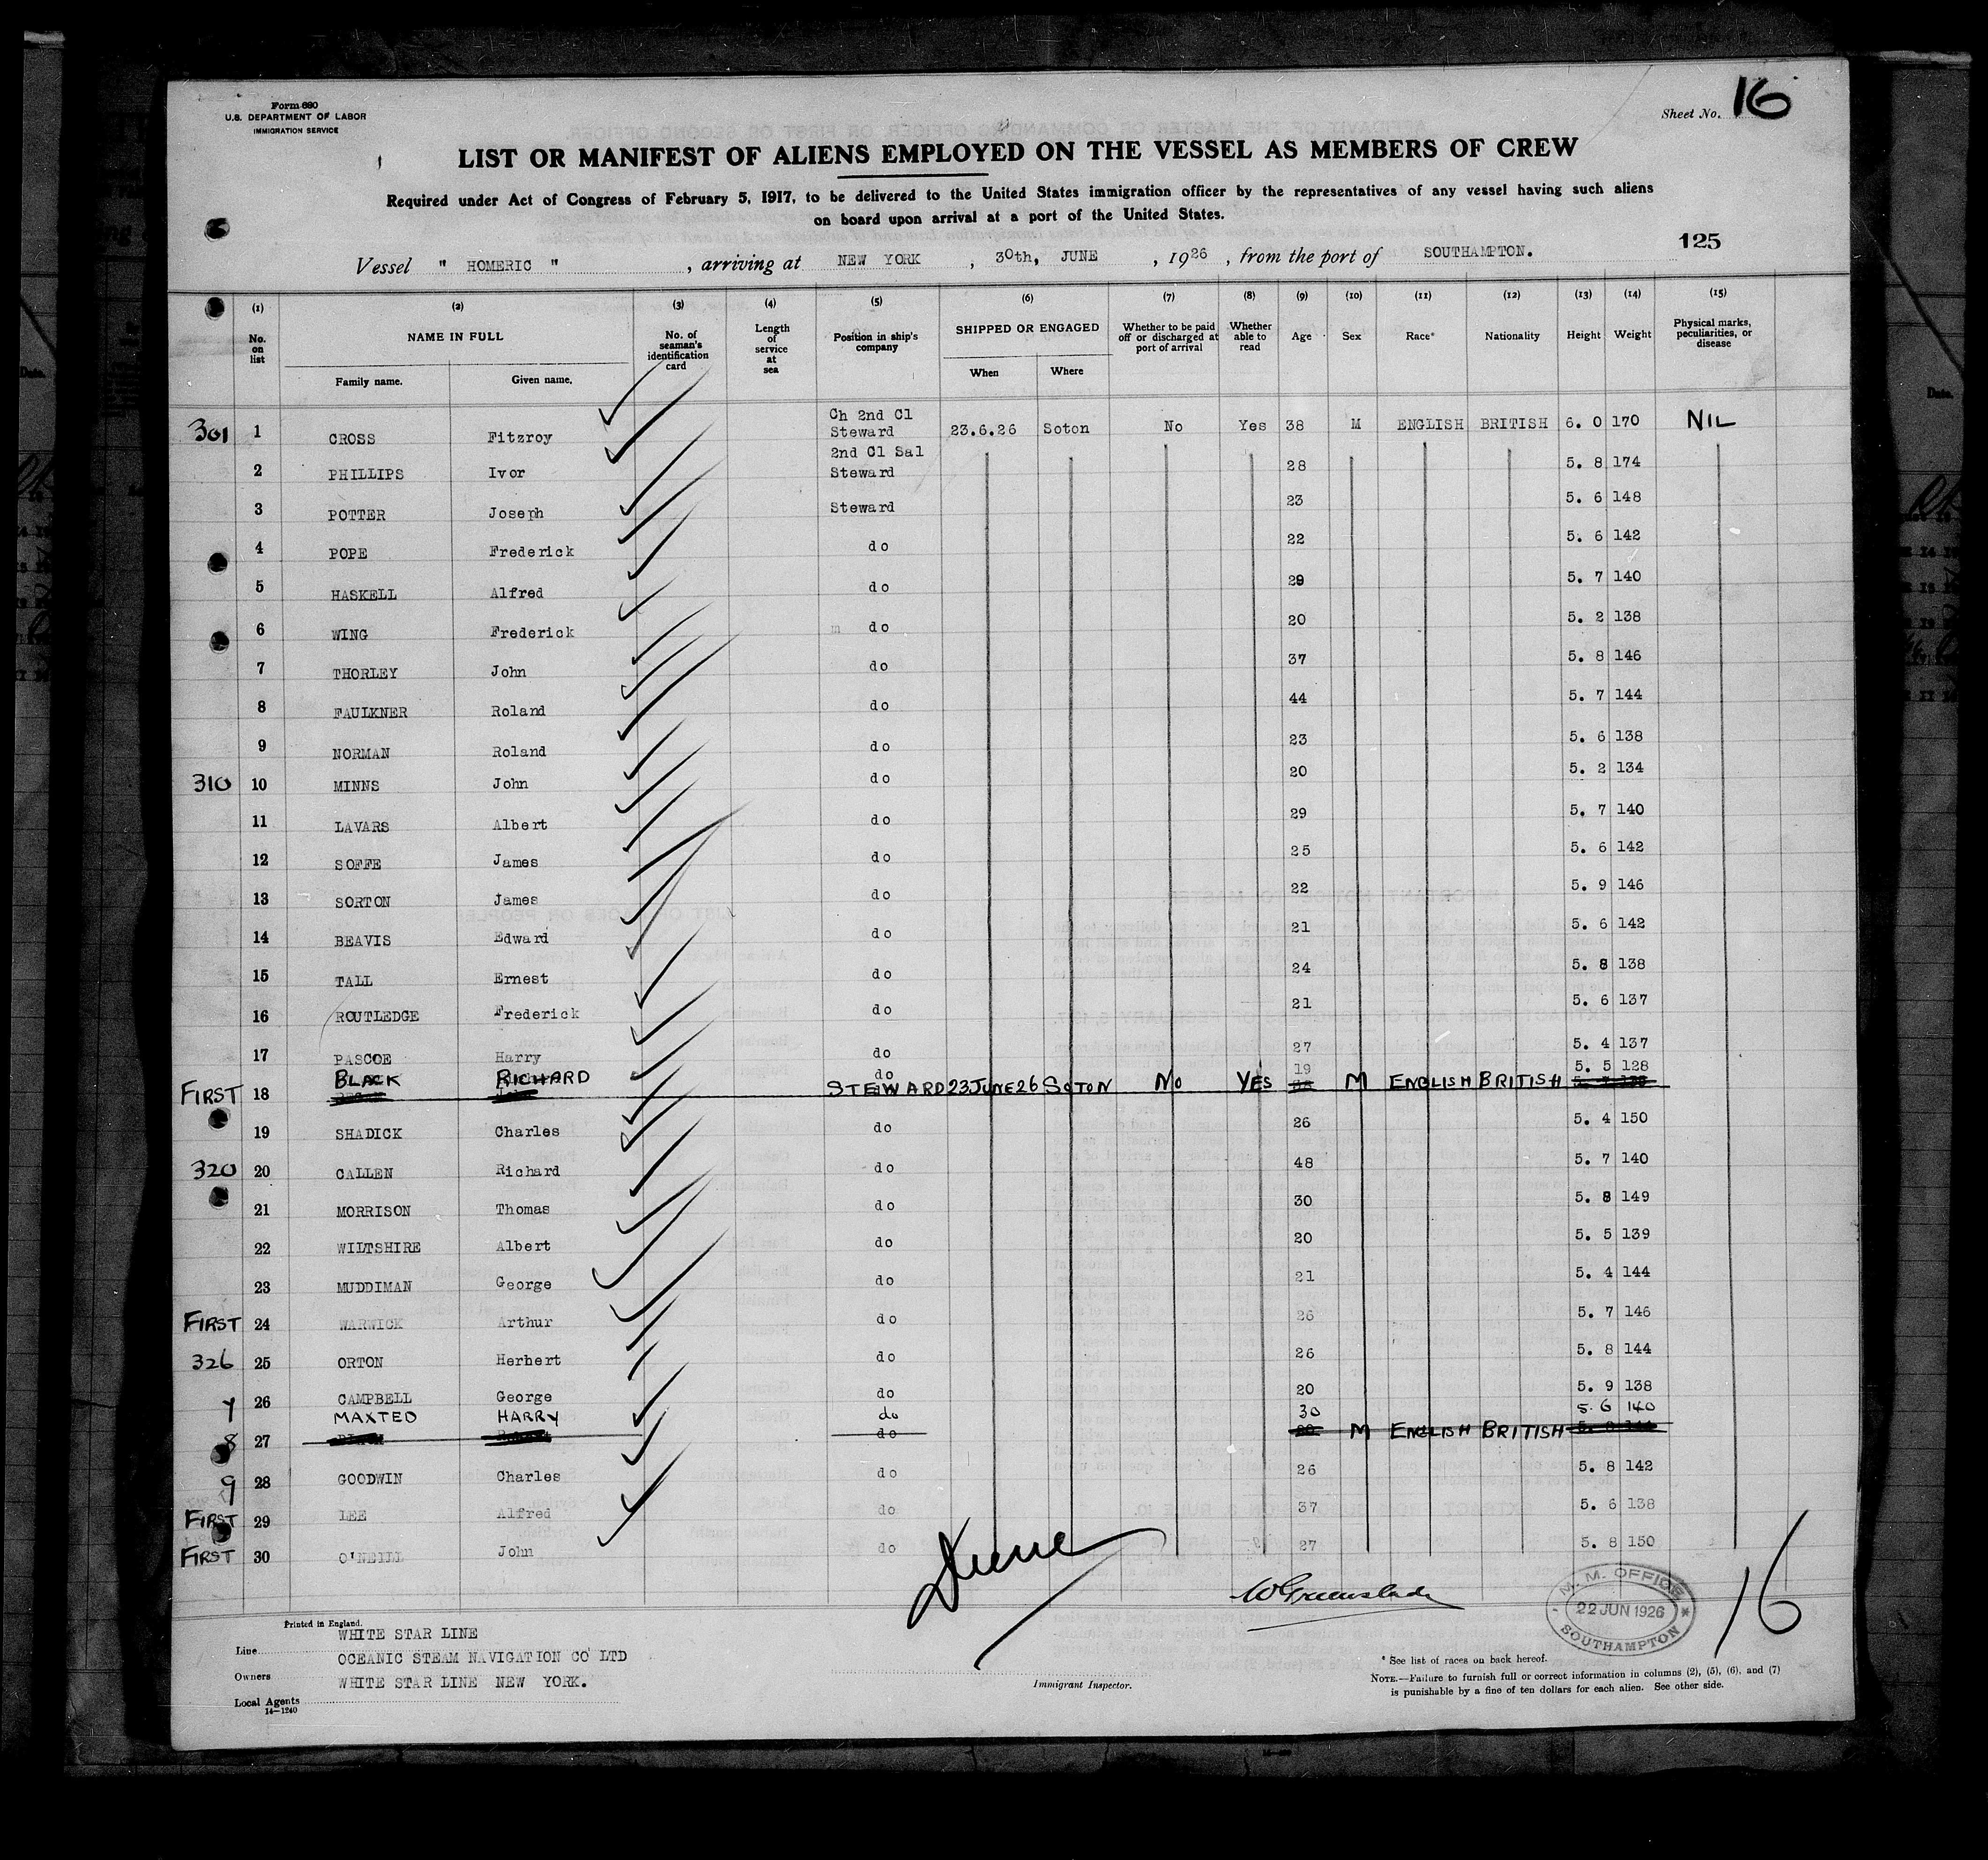 Form 680
U.S. DEPARTMENT OF LABOR
IMMIGRATION SERVICE
Sheet No. 16
LIST OR MANIFEST OF ALIENS EMPLOYED ON THE VESSEL AS MEMBERS OF CREW
Required under Act of Congress of February 5, 1917, to be delivered to the United States immigration officer by the representatives of any vessel having such aliens
on board upon arrival at a port of the United States.
125
Vessel " HOMERIC " , arriving at NEW YORK , 30th, JUNE , 1926 , from the port of SOUTHAMPTON.
(1) (2) (3) (4) (5) (6) (7) (8) (9) (10) (11) (12) (13) (14) (15)
No. on list NAME IN FULL Family name. Given name. No. of seaman's identification card Length of service at sea Position in ship's company SHIPPED OR ENGAGED When Where Whether to be paid off or discharged at port of arrival Whether able to read Age Sex Race* Nationality Height Weight Physical marks, peculiarities, or disease
301 1 CROSS Fitzroy Ch 2nd Cl Steward 23.6.26 Soton No Yes 38 M ENGLISH BRITISH 6. 0 170 NIL
2 PHILLIPS Ivor 2nd Cl Sal Steward 28 5. 8 174
3 POTTER Joseph Steward 23 5. 6 148
4 POPE Frederick do 22 5. 6 142
5 HASKELL Alfred do 29 5. 7 140
6 WING Frederick do 20 5. 2 138
7 THORLEY John do 37 5. 8 146
8 FAULKNER Roland do 44 5. 7 144
9 NORMAN Roland do 23 5. 6 138
310 10 MINNS John do 20 5. 2 134
11 LAVARS Albert do 29 5. 7 140
12 SOFFE James do 25 5. 6 142
13 SORTON James do 22 5. 9 146
14 BEAVIS Edward do 21 5. 6 142
15 TALL Ernest do 24 5. 8 138
16 ROUTLEDGE Frederick do 21 5. 6 137
17 PASCOE Harry do 27 5. 4 137
FIRST 18 BLACK RICHARD do STEWARD 23 JUNE 26 SOTON No YES 19 M ENGLISH BRITISH 5. 5 128
19 SHADICK Charles do 26 5. 4 150
320 20 CALLEN Richard do 48 5. 7 140
21 MORRISON Thomas do 30 5. 8 149
22 WILTSHIRE Albert do 20 5. 5 139
23 MUDDIMAN George do 21 5. 4 144
FIRST 24 WARWICK Arthur do 26 5. 7 146
326 25 ORTON Herbert do 26 5. 8 144
7 26 CAMPBELL George do 20 5. 9 138
8 27 MAXTED HARRY do do 30 M ENGLISH BRITISH 5. 6 140
9 28 GOODWIN Charles do 26 5. 8 142
FIRST 29 LEE Alfred do 37 5. 6 138
FIRST 30 O'NEILL John do 27 5. 8 150
W Greenslade
M. M. OFFICE
22 JUN 1926
SOUTHAMPTON
16
Printed in England.
Line WHITE STAR LINE
Owners OCEANIC STEAM NAVIGATION CO LTD
Local Agents WHITE STAR LINE NEW YORK.
14—1240
Immigrant Inspector.
* See list of races on back hereof.
NOTE.—Failure to furnish full or correct information in columns (2), (5), (6), and (7)
is punishable by a fine of ten dollars for each alien. See other side.